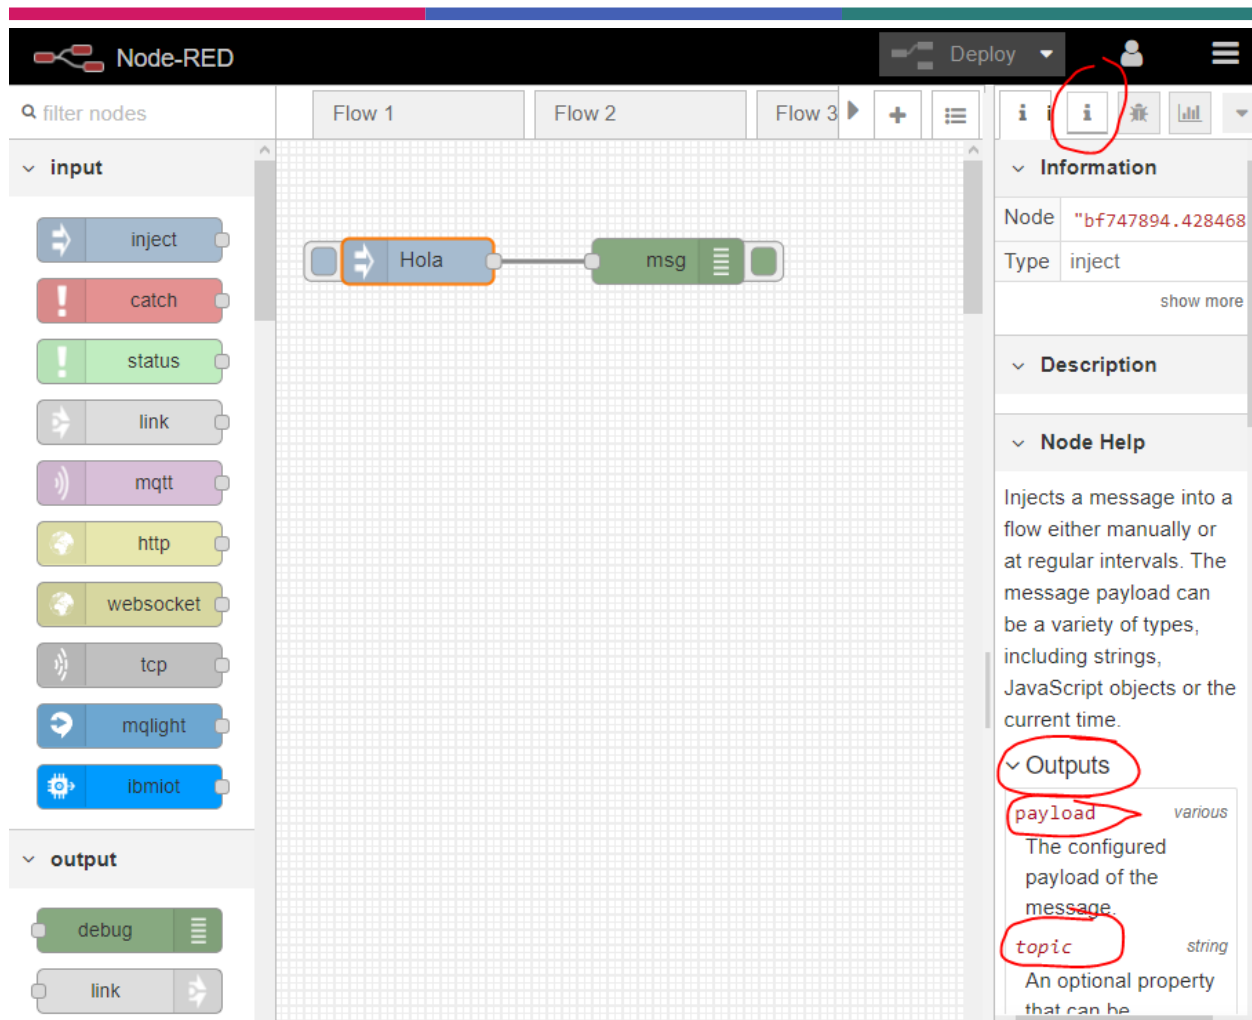 Node-RED
Deploy
filter nodes
Flow 1
Flow 2
Flow 3
input
inject
catch
status
link
mqtt
http
websocket
tcp
mqlight
ibmiot
output
debug
link
Hola
msg
i
Information
Node "bf747894.428468
Type inject
show more
Description
Node Help
Injects a message into a
flow either manually or
at regular intervals. The
message payload can
be a variety of types,
including strings,
JavaScript objects or the
current time.
Outputs
payload various
The configured
payload of the
message.
topic string
An optional property
that can be